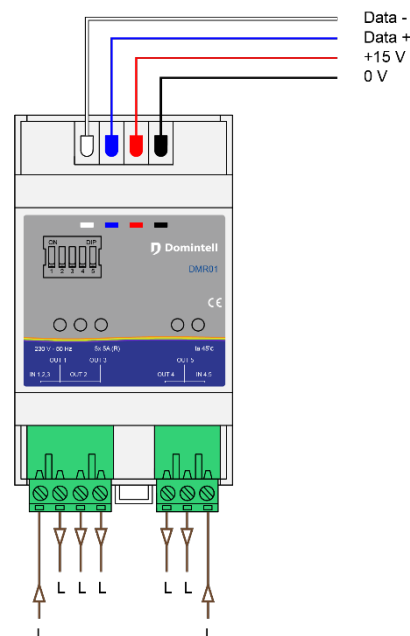 Data -
Data +
+15 V
0 V
ON DIP
1 2 3 4 5
Domintell
DMR01
CE
230 V - 60 Hz 5x 5A (R) ta 45°c
OUT 1 OUT 3 OUT 5
IN 1,2,3 OUT 2 OUT 4 IN 4,5
L L L L L
L L